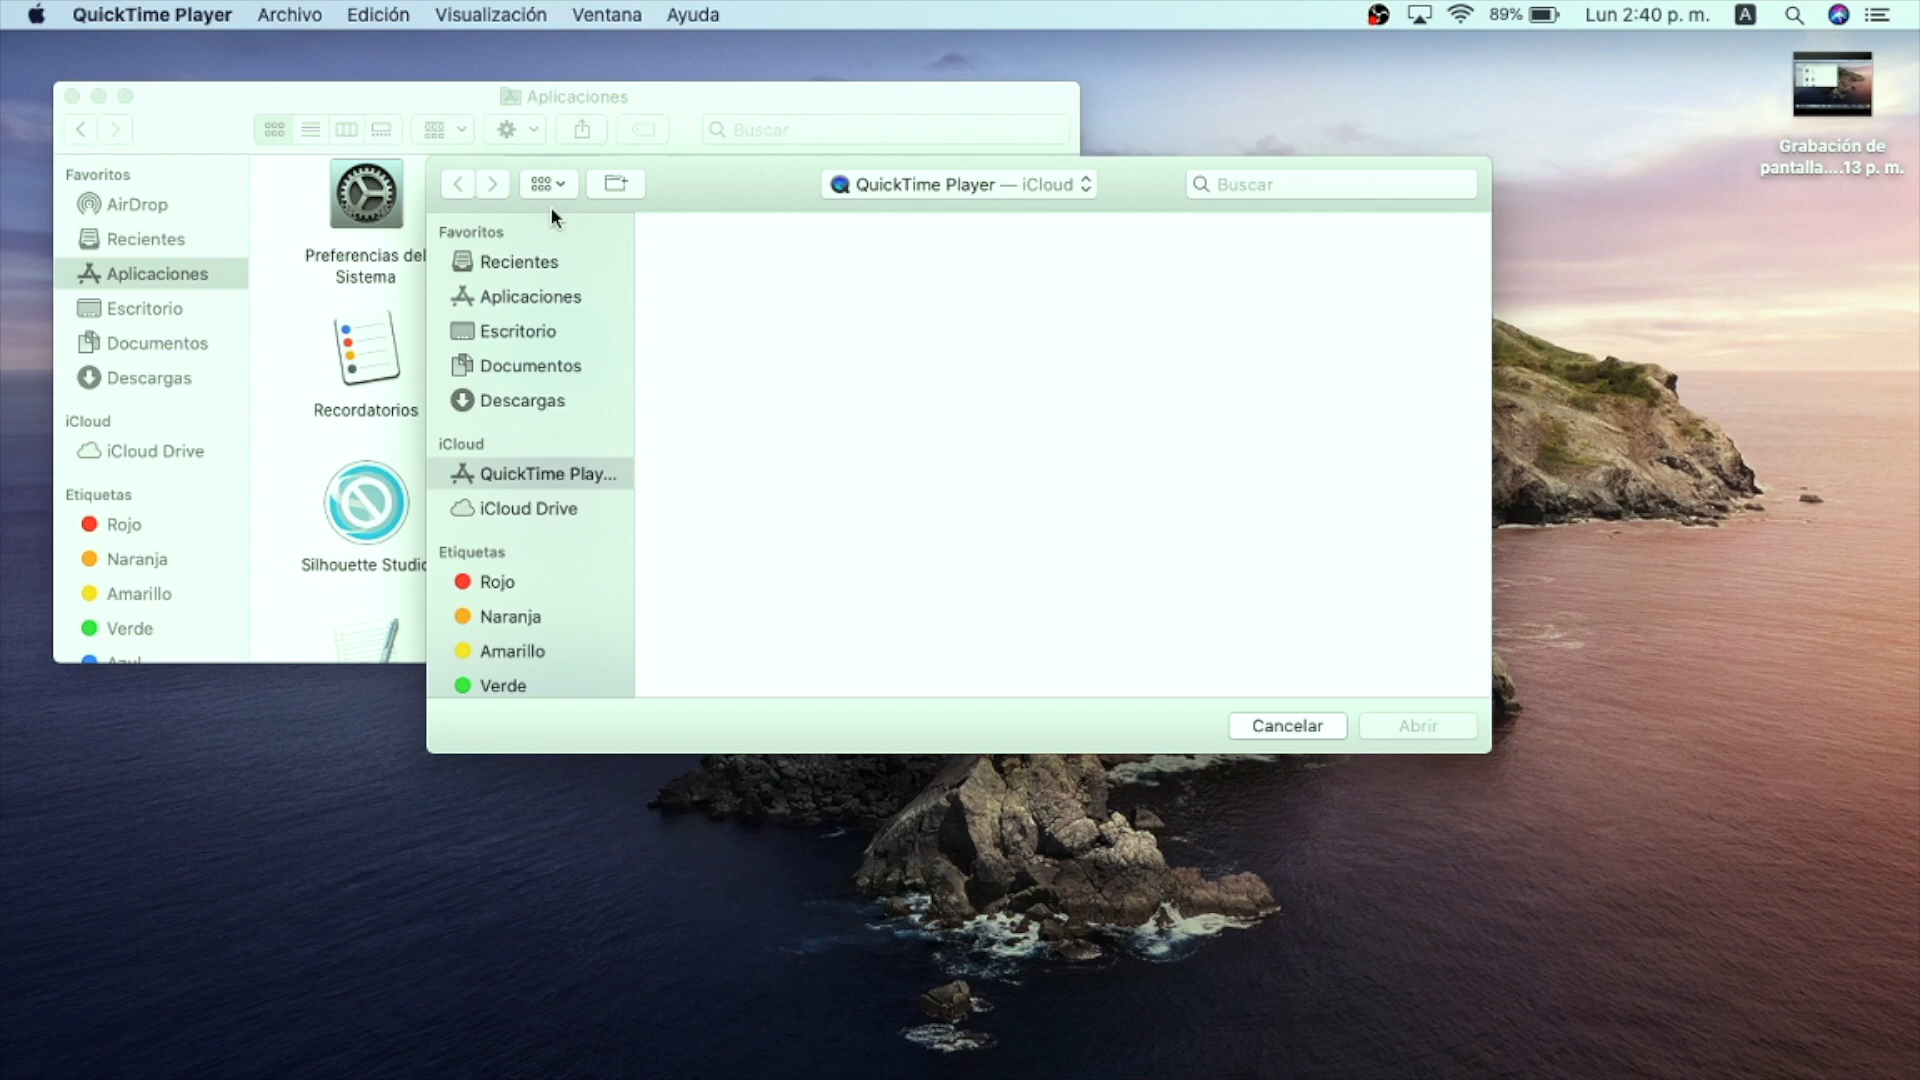 QuickTime Player Archivo Edición Visualización Ventana Ayuda 89% Lun 2:40 p. m. A
Grabación de
pantalla....13 p. m.
Aplicaciones
Buscar
Favoritos
AirDrop
Recientes
Aplicaciones
Escritorio
Documentos
Descargas
iCloud
iCloud Drive
Etiquetas
Rojo
Naranja
Amarillo
Verde
Azul
Preferencias del
Sistema
Recordatorios
Silhouette Studio
QuickTime Player — iCloud
Buscar
Favoritos
Recientes
Aplicaciones
Escritorio
Documentos
Descargas
iCloud
QuickTime Play...
iCloud Drive
Etiquetas
Rojo
Naranja
Amarillo
Verde
Cancelar
Abrir